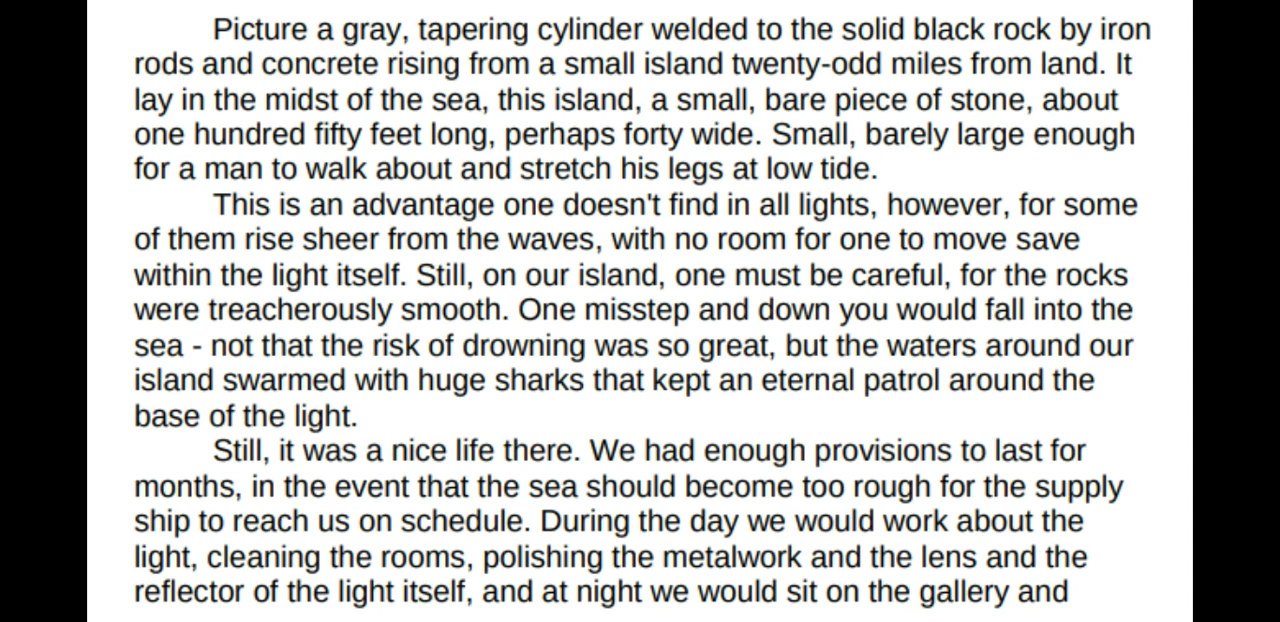 Picture a gray, tapering cylinder welded to the solid black rock by iron
rods and concrete rising from a small island twenty-odd miles from land. It
lay in the midst of the sea, this island, a small, bare piece of stone, about
one hundred fifty feet long, perhaps forty wide. Small, barely large enough
for a man to walk about and stretch his legs at low tide.
This is an advantage one doesn't find in all lights, however, for some
of them rise sheer from the waves, with no room for one to move save
within the light itself. Still, on our island, one must be careful, for the rocks
were treacherously smooth. One misstep and down you would fall into the
sea - not that the risk of drowning was so great, but the waters around our
island swarmed with huge sharks that kept an eternal patrol around the
base of the light.
Still, it was a nice life there. We had enough provisions to last for
months, in the event that the sea should become too rough for the supply
ship to reach us on schedule. During the day we would work about the
light, cleaning the rooms, polishing the metalwork and the lens and the
reflector of the light itself, and at night we would sit on the gallery and